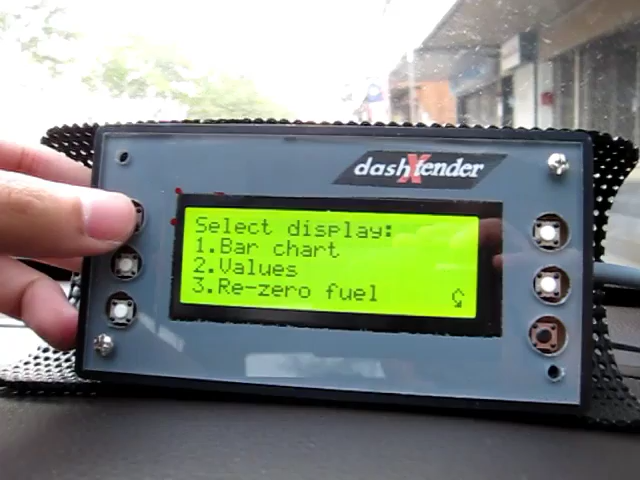 dashXtender
Select display:
1.Bar chart
2.Values
3.Re-zero fuel